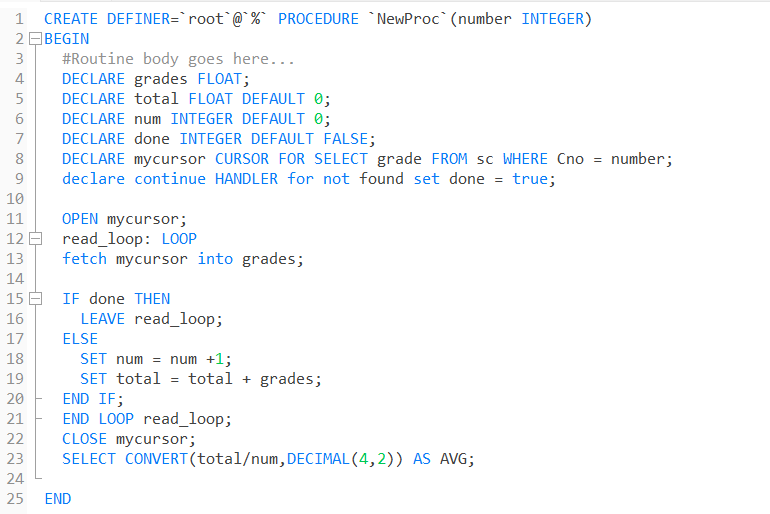 1 CREATE DEFINER=`root`@`%` PROCEDURE `NewProc`(number INTEGER)
2 BEGIN
3 #Routine body goes here...
4 DECLARE grades FLOAT;
5 DECLARE total FLOAT DEFAULT 0;
6 DECLARE num INTEGER DEFAULT 0;
7 DECLARE done INTEGER DEFAULT FALSE;
8 DECLARE mycursor CURSOR FOR SELECT grade FROM sc WHERE Cno = number;
9 declare continue HANDLER for not found set done = true;
10
11 OPEN mycursor;
12 read_loop: LOOP
13 fetch mycursor into grades;
14
15 IF done THEN
16 LEAVE read_loop;
17 ELSE
18 SET num = num +1;
19 SET total = total + grades;
20 END IF;
21 END LOOP read_loop;
22 CLOSE mycursor;
23 SELECT CONVERT(total/num,DECIMAL(4,2)) AS AVG;
24
25 END